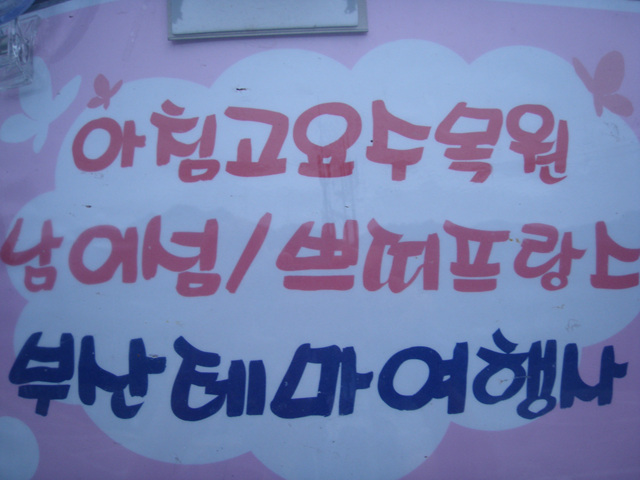 아침고요수목원
남에섬/쁘띠프랑스
부산테마여행사